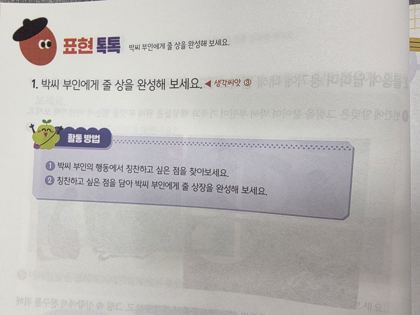 표현 톡톡 박씨 부인에게 줄 상을 완성해 보세요.
1. 박씨 부인에게 줄 상을 완성해 보세요. ◀ 생각씨앗 ③
활동 방법
1 박씨 부인의 행동에서 칭찬하고 싶은 점을 찾아보세요.
2 칭찬하고 싶은 점을 담아 박씨 부인에게 줄 상장을 완성해 보세요.